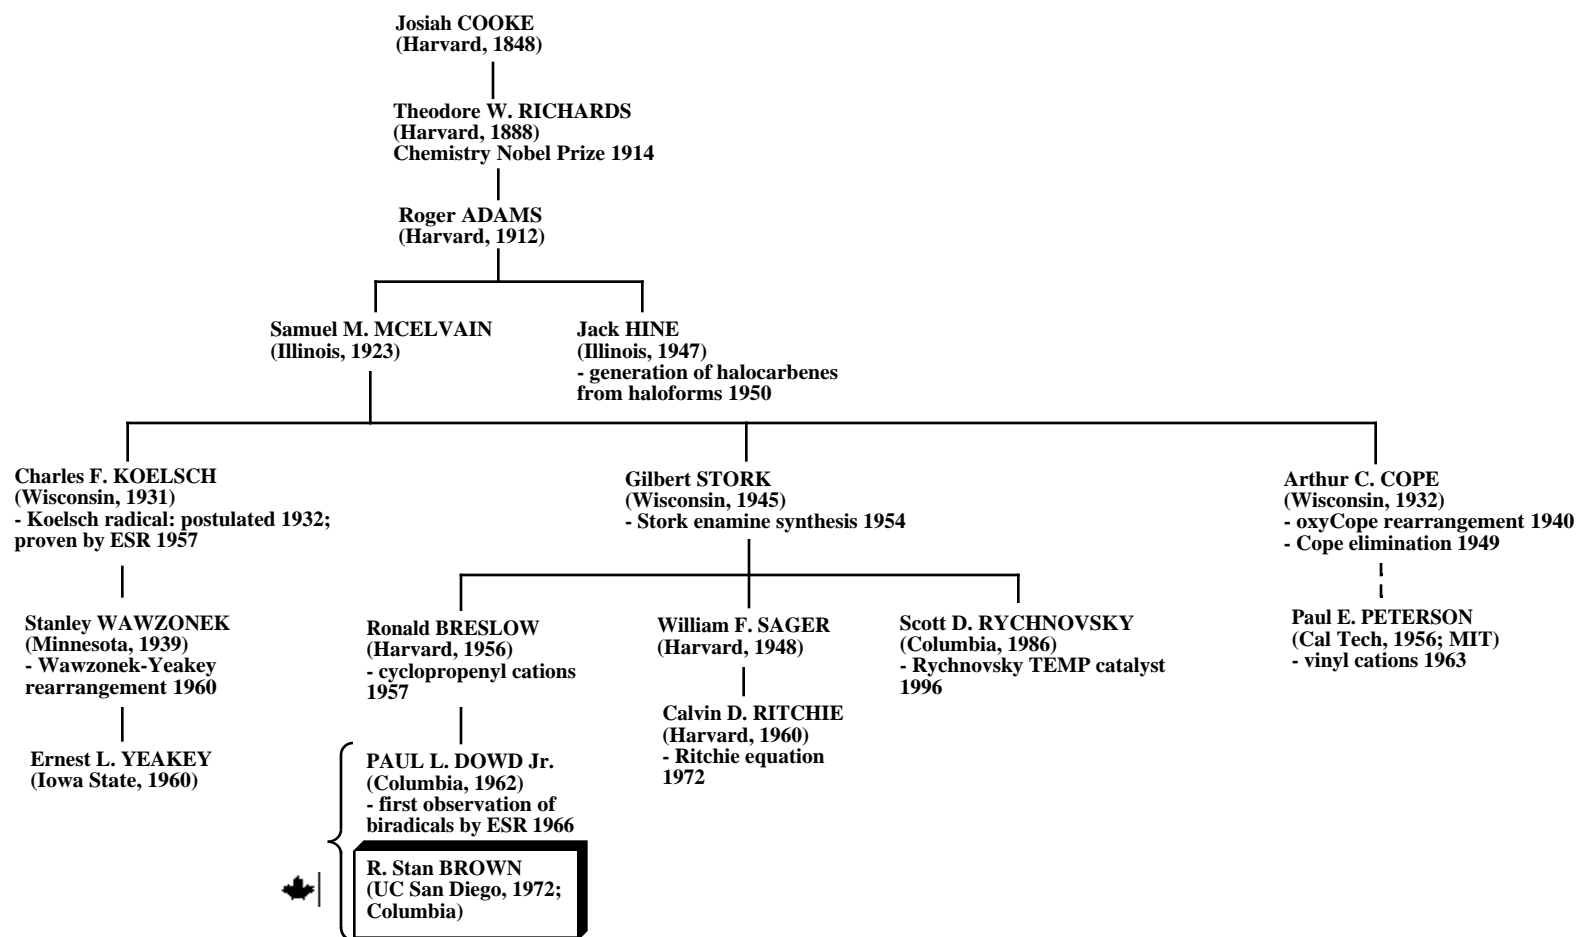 Josiah COOKE
(Harvard, 1848)
Theodore W. RICHARDS
(Harvard, 1888)
Chemistry Nobel Prize 1914
Roger ADAMS
(Harvard, 1912)
Samuel M. MCELVAIN
(Illinois, 1923)
Jack HINE
(Illinois, 1947)
- generation of halocarbenes
from haloforms 1950
Charles F. KOELSCH
(Wisconsin, 1931)
- Koelsch radical: postulated 1932;
proven by ESR 1957
Gilbert STORK
(Wisconsin, 1945)
- Stork enamine synthesis 1954
Arthur C. COPE
(Wisconsin, 1932)
- oxyCope rearrangement 1940
- Cope elimination 1949
Stanley WAWZONEK
(Minnesota, 1939)
- Wawzonek-Yeakey
rearrangement 1960
Ronald BRESLOW
(Harvard, 1956)
- cyclopropenyl cations
1957
William F. SAGER
(Harvard, 1948)
Scott D. RYCHNOVSKY
(Columbia, 1986)
- Rychnovsky TEMP catalyst
1996
Paul E. PETERSON
(Cal Tech, 1956; MIT)
- vinyl cations 1963
Ernest L. YEAKEY
(Iowa State, 1960)
PAUL L. DOWD Jr.
(Columbia, 1962)
- first observation of
biradicals by ESR 1966
Calvin D. RITCHIE
(Harvard, 1960)
- Ritchie equation
1972
R. Stan BROWN
(UC San Diego, 1972;
Columbia)